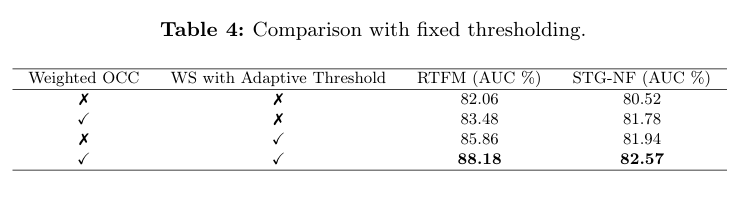 Table 4: Comparison with fixed thresholding.
Weighted OCC WS with Adaptive Threshold RTFM (AUC %) STG-NF (AUC %)
✗ ✗ 82.06 80.52
✓ ✗ 83.48 81.78
✗ ✓ 85.86 81.94
✓ ✓ 88.18 82.57